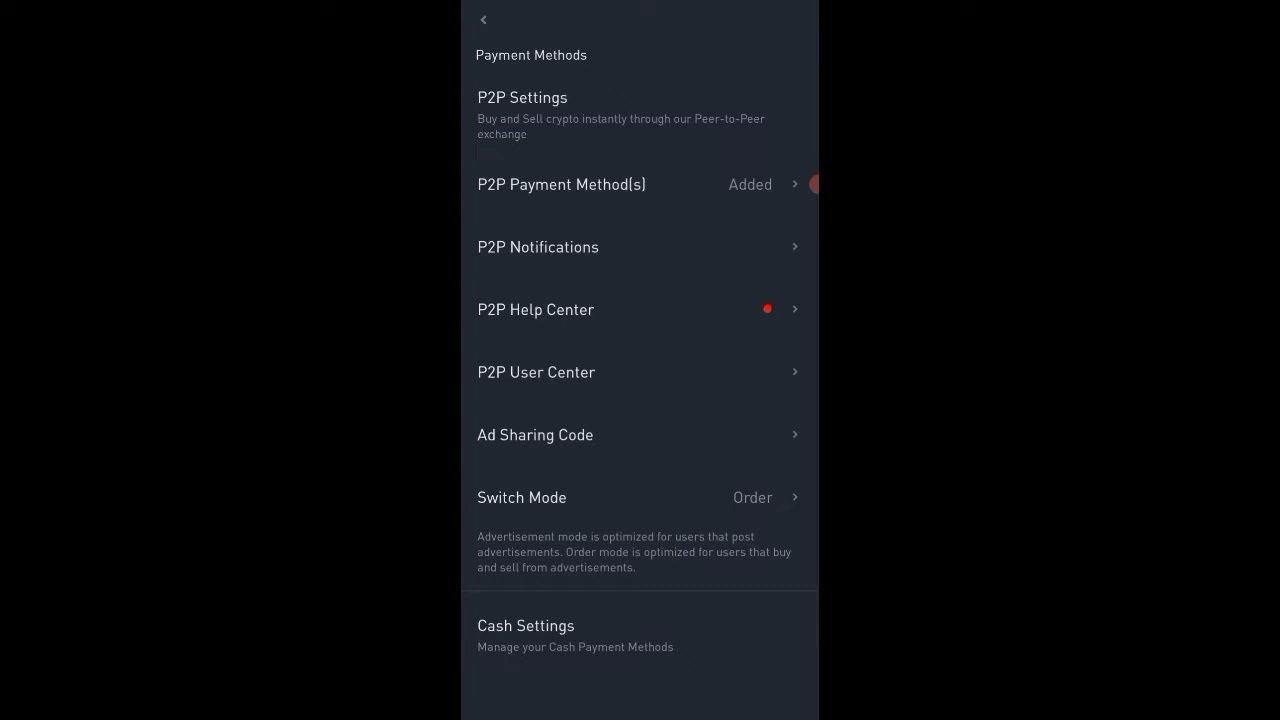 Payment Methods
P2P Settings
Buy and Sell crypto instantly through our Peer-to-Peer
exchange
P2P Payment Method(s) Added
P2P Notifications
P2P Help Center
P2P User Center
Ad Sharing Code
Switch Mode Order
Advertisement mode is optimized for users that post
advertisements. Order mode is optimized for users that buy
and sell from advertisements.
Cash Settings
Manage your Cash Payment Methods